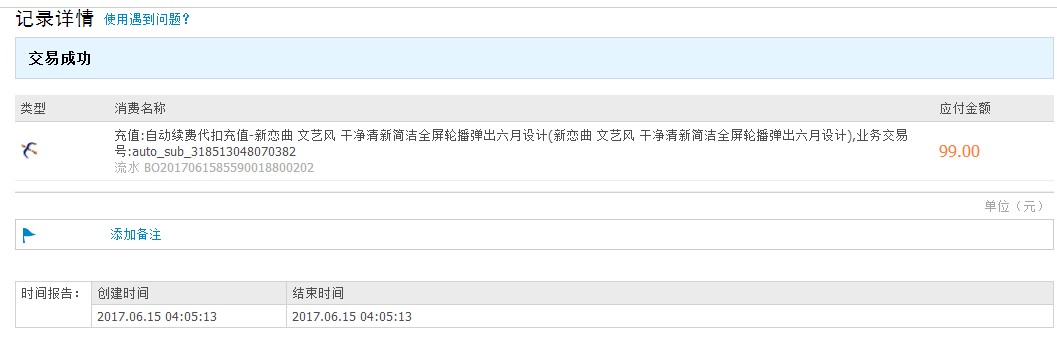 记录详情 使用遇到问题?
交易成功
类型 消费名称 应付金额
充值:自动续费代扣充值-新恋曲 文艺风 干净清新简洁全屏轮播弹出六月设计(新恋曲 文艺风 干净清新简洁全屏轮播弹出六月设计),业务交易
号:auto_sub_318513048070382
流水 BO2017061585590018800202
99.00
单位（元）
添加备注
时间报告： 创建时间 结束时间
2017.06.15 04:05:13 2017.06.15 04:05:13